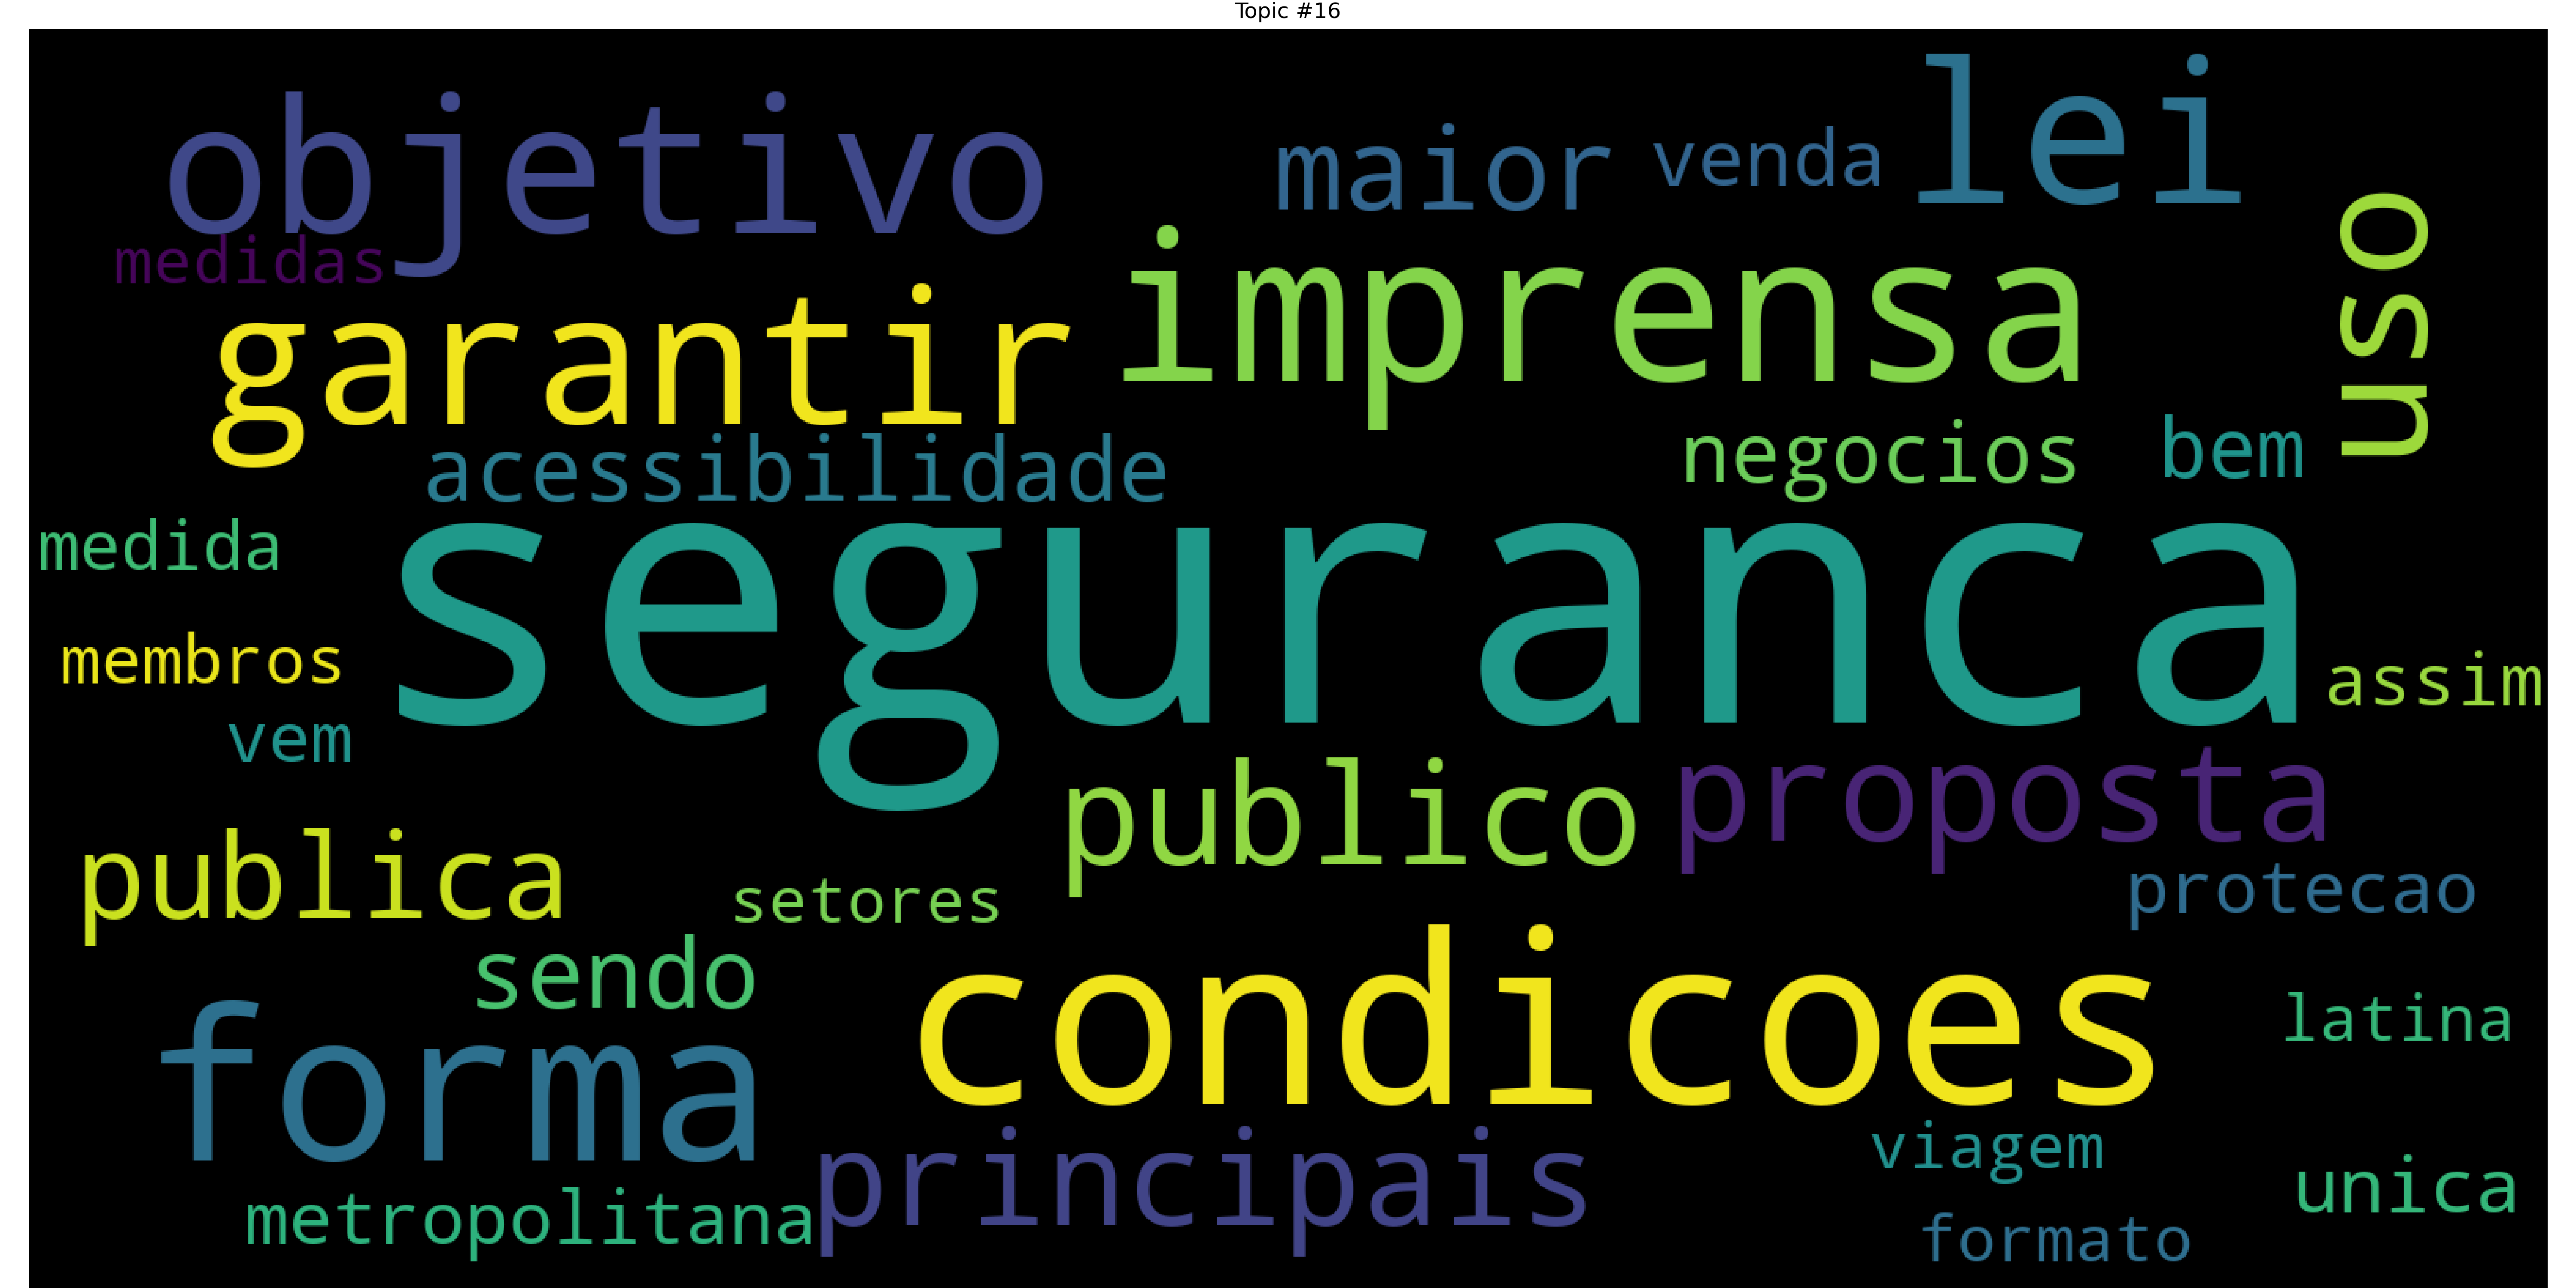 Topic #16
objetivo
maior
venda
lei
uso
medidas
garantir
imprensa
acessibilidade
negocios
bem
medida
seguranca
membros
assim
vem
publico
proposta
publica
setores
protecao
sendo
condicoes
latina
forma
principais
viagem
unica
metropolitana
formato